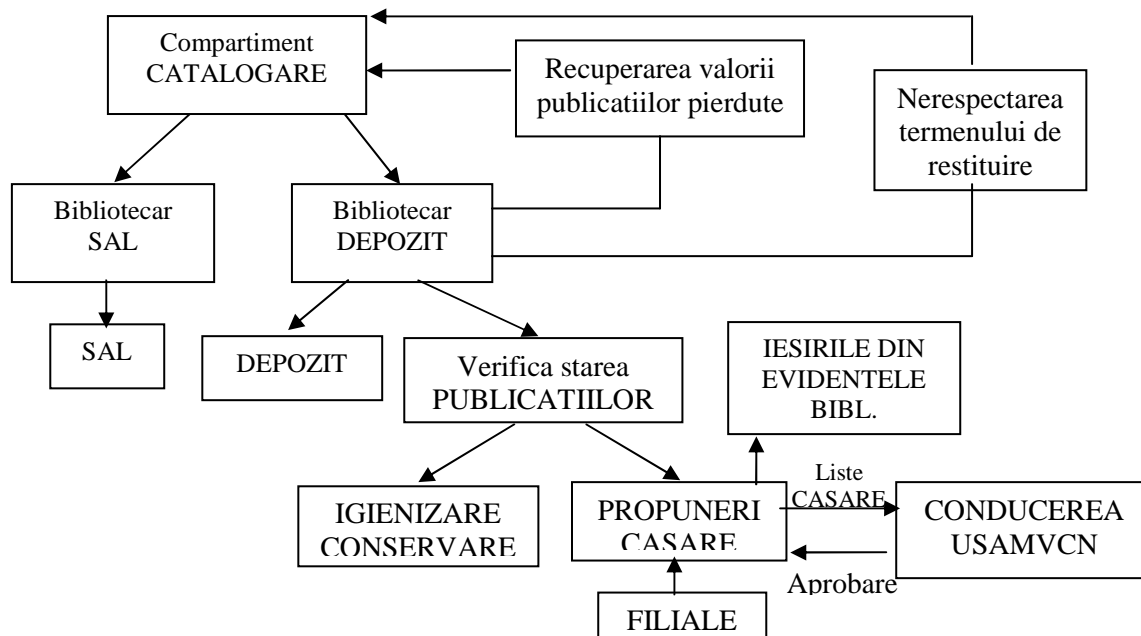 Compartiment
CATALOGARE
Recuperarea valorii
publicatiilor pierdute
Nerespectarea
termenului de
restituire
Bibliotecar
SAL
Bibliotecar
DEPOZIT
SAL
DEPOZIT
Verifica starea
PUBLICATIILOR
IESIRILE DIN
EVIDENTELE
BIBL.
IGIENIZARE
CONSERVARE
PROPUNERI
CASARE
Liste
CASARE
CONDUCEREA
USAMVCN
Aprobare
FILIALE